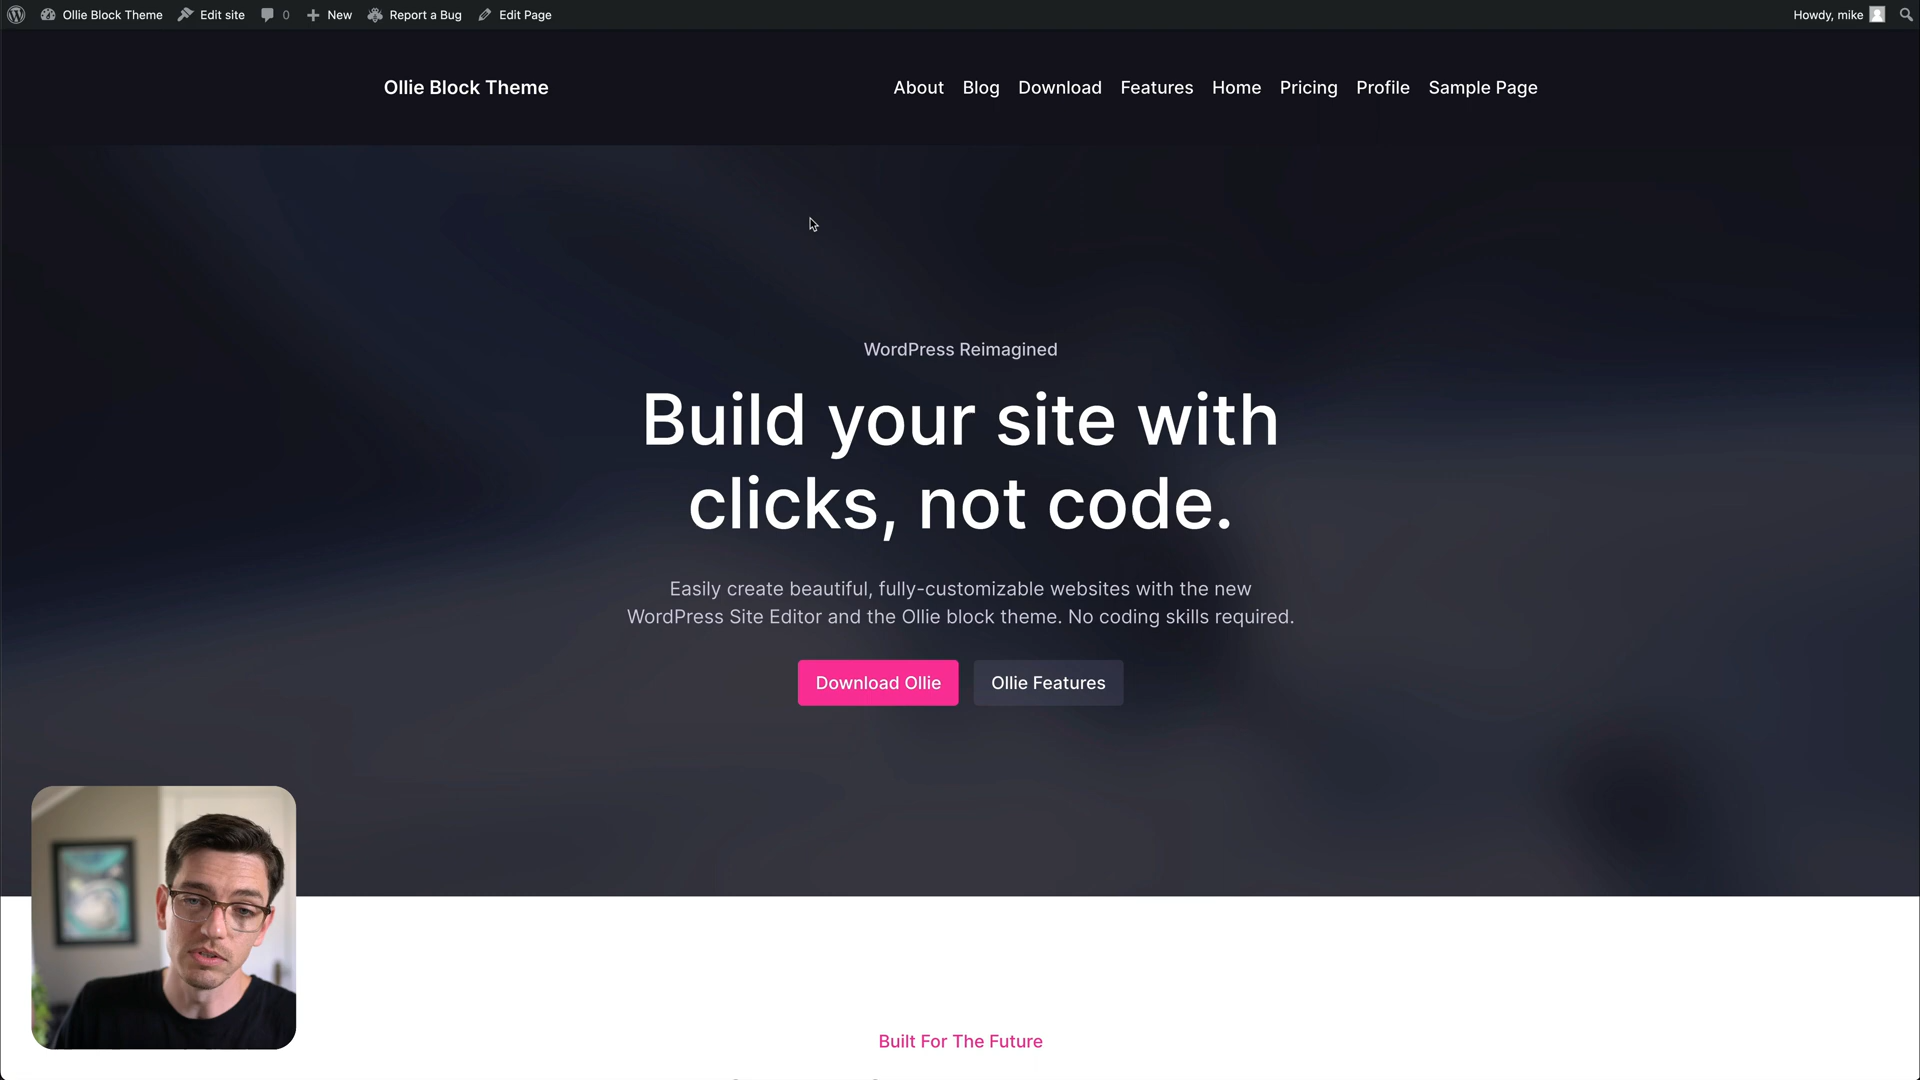 Ollie Block Theme
Edit site
0
New
Report a Bug
Edit Page
Howdy, mike
Ollie Block Theme
About
Blog
Download
Features
Home
Pricing
Profile
Sample Page
WordPress Reimagined
Build your site with
clicks, not code.
Easily create beautiful, fully-customizable websites with the new
WordPress Site Editor and the Ollie block theme. No coding skills required.
Download Ollie
Ollie Features
Built For The Future